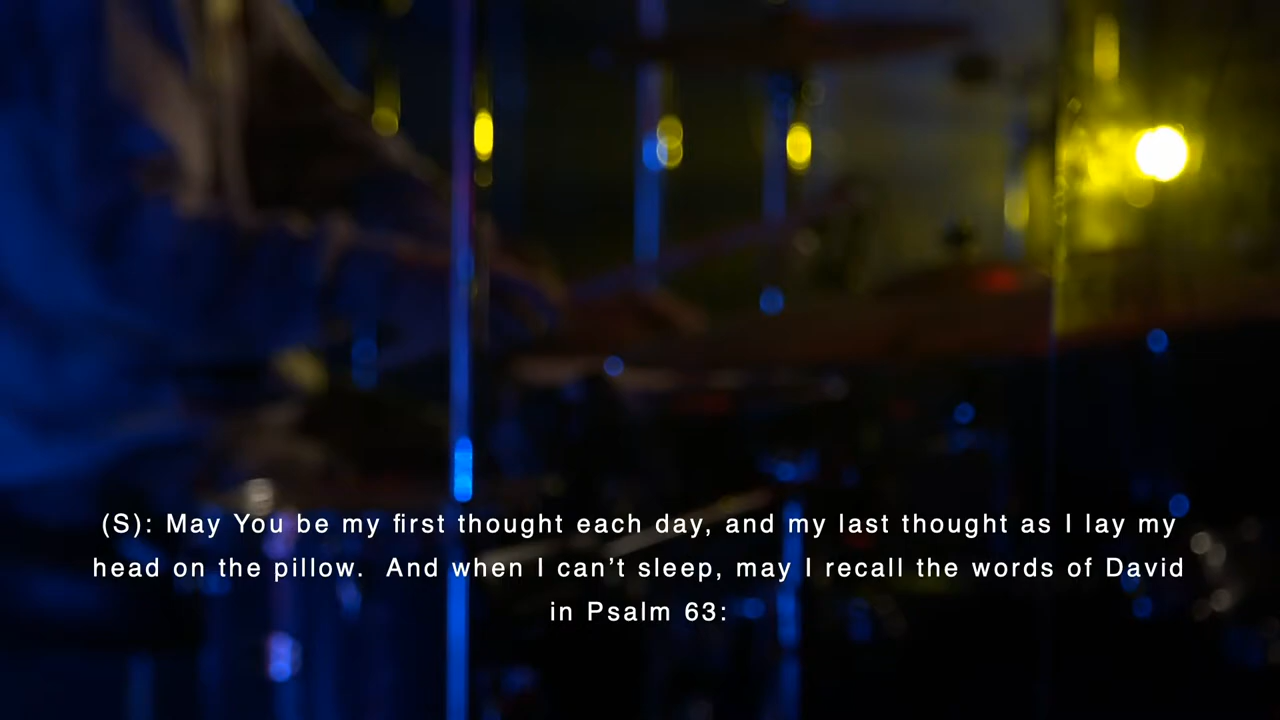 (S): May You be my first thought each day, and my last thought as I lay my
head on the pillow.  And when I can’t sleep, may I recall the words of David
in Psalm 63: